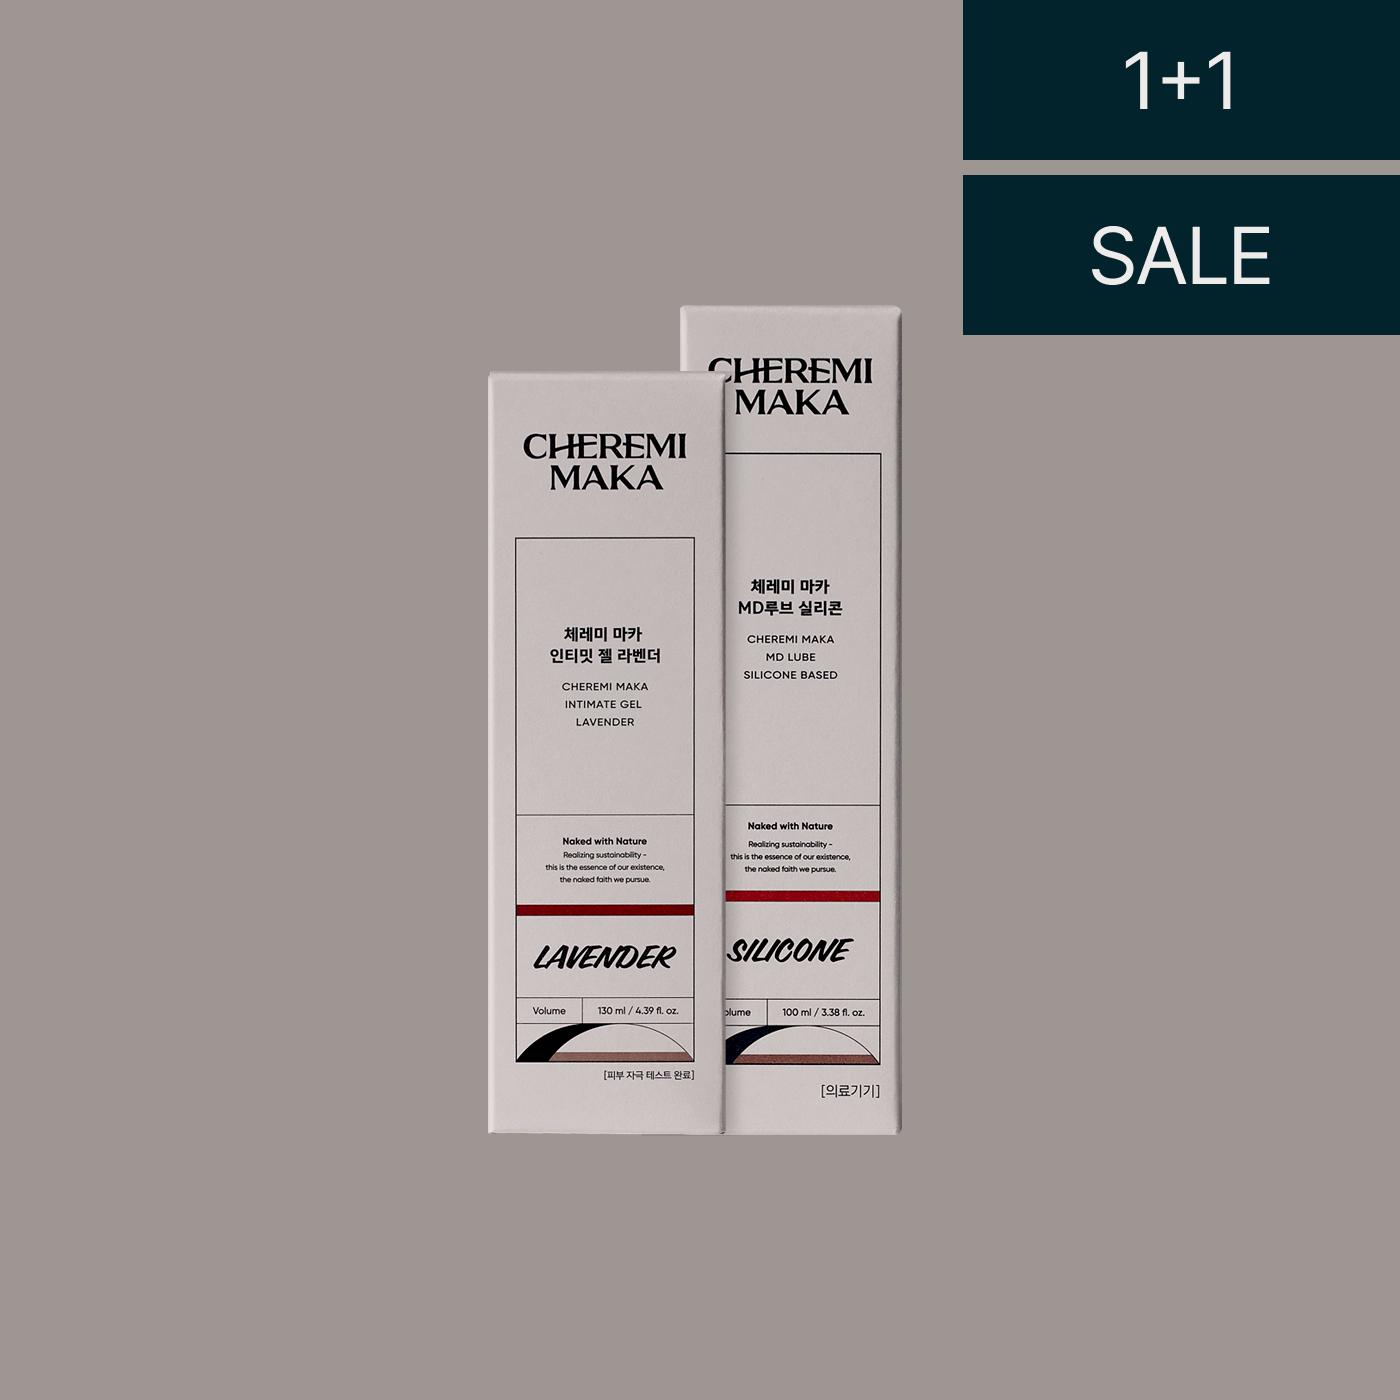 1+1
SALE
CHEREMI
MAKA
체레미 마카
인티밋 젤 라벤더
CHEREMI MAKA
INTIMATE GEL
LAVENDER
Naked with Nature
Realizing sustainability -
this is the essence of our existence,
the naked faith we pursue.
LAVENDER
Volume
130 ml / 4.39 fl. oz.
[피부 자극 테스트 완료]
CHEREMI
MAKA
체레미 마카
MD루브 실리콘
CHEREMI MAKA
MD LUBE
SILICONE BASED
Naked with Nature
Realizing sustainability -
this is the essence of our existence,
the naked faith we pursue.
SILICONE
100 ml / 3.38 fl. oz.
[의료기기]